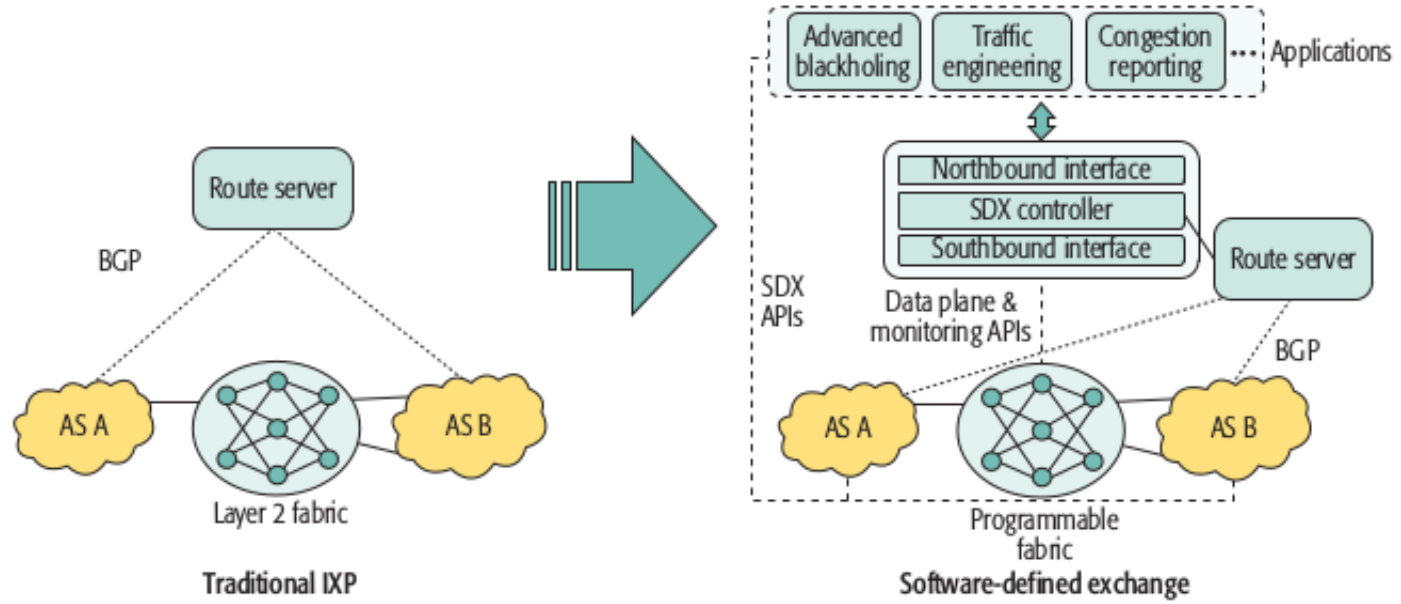 Route server
BGP
AS A
AS B
Layer 2 fabric
Traditional IXP
Advanced
blackholing
Traffic
engineering
Congestion
reporting
Applications
Northbound interface
SDX controller
Southbound interface
Route server
SDX
APIs
Data plane &
monitoring APIs
BGP
AS A
AS B
Programmable
fabric
Software-defined exchange